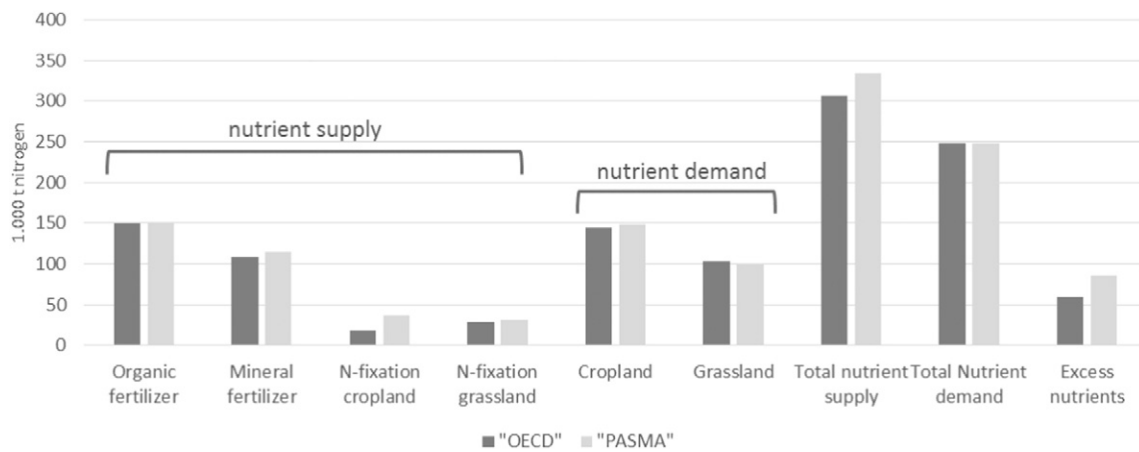 400
350
300
250
200
150
100
50
0
1.000 t nitrogen
nutrient supply
nutrient demand
Organic
fertilizer
Mineral
fertilizer
N-fixation
cropland
N-fixation
grassland
Cropland
Grassland
Total nutrient
supply
Total Nutrient
demand
Excess
nutrients
"OECD"
"PASMA"